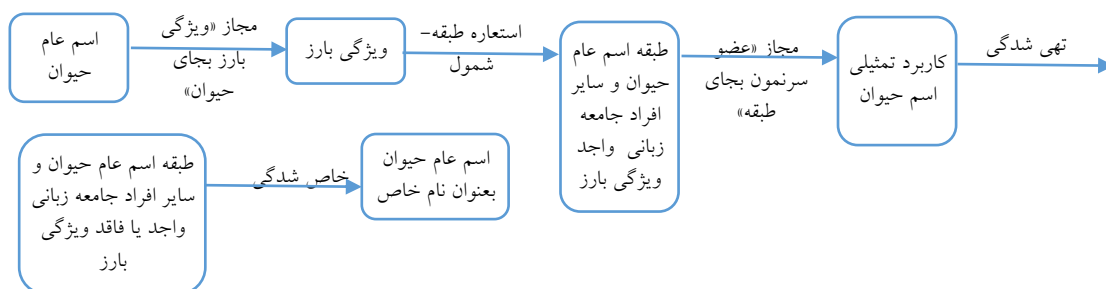 اسم عام
حیوان
مجاز «ویژگی
بارز بجای
حیوان»
ویژگی بارز
استعاره طبقه-
شمول
طبقه اسم عام
حیوان و سایر
افراد جامعه
زبانی واجد
ویژگی بارز
مجاز «عضو
سرنمون بجای
طبقه»
کاربرد تمثیلی
اسم حیوان
تهی شدگی
طبقه اسم عام حیوان و
سایر افراد جامعه زبانی
واجد یا فاقد ویژگی
بارز
خاص شدگی
اسم عام حیوان
بعنوان نام خاص